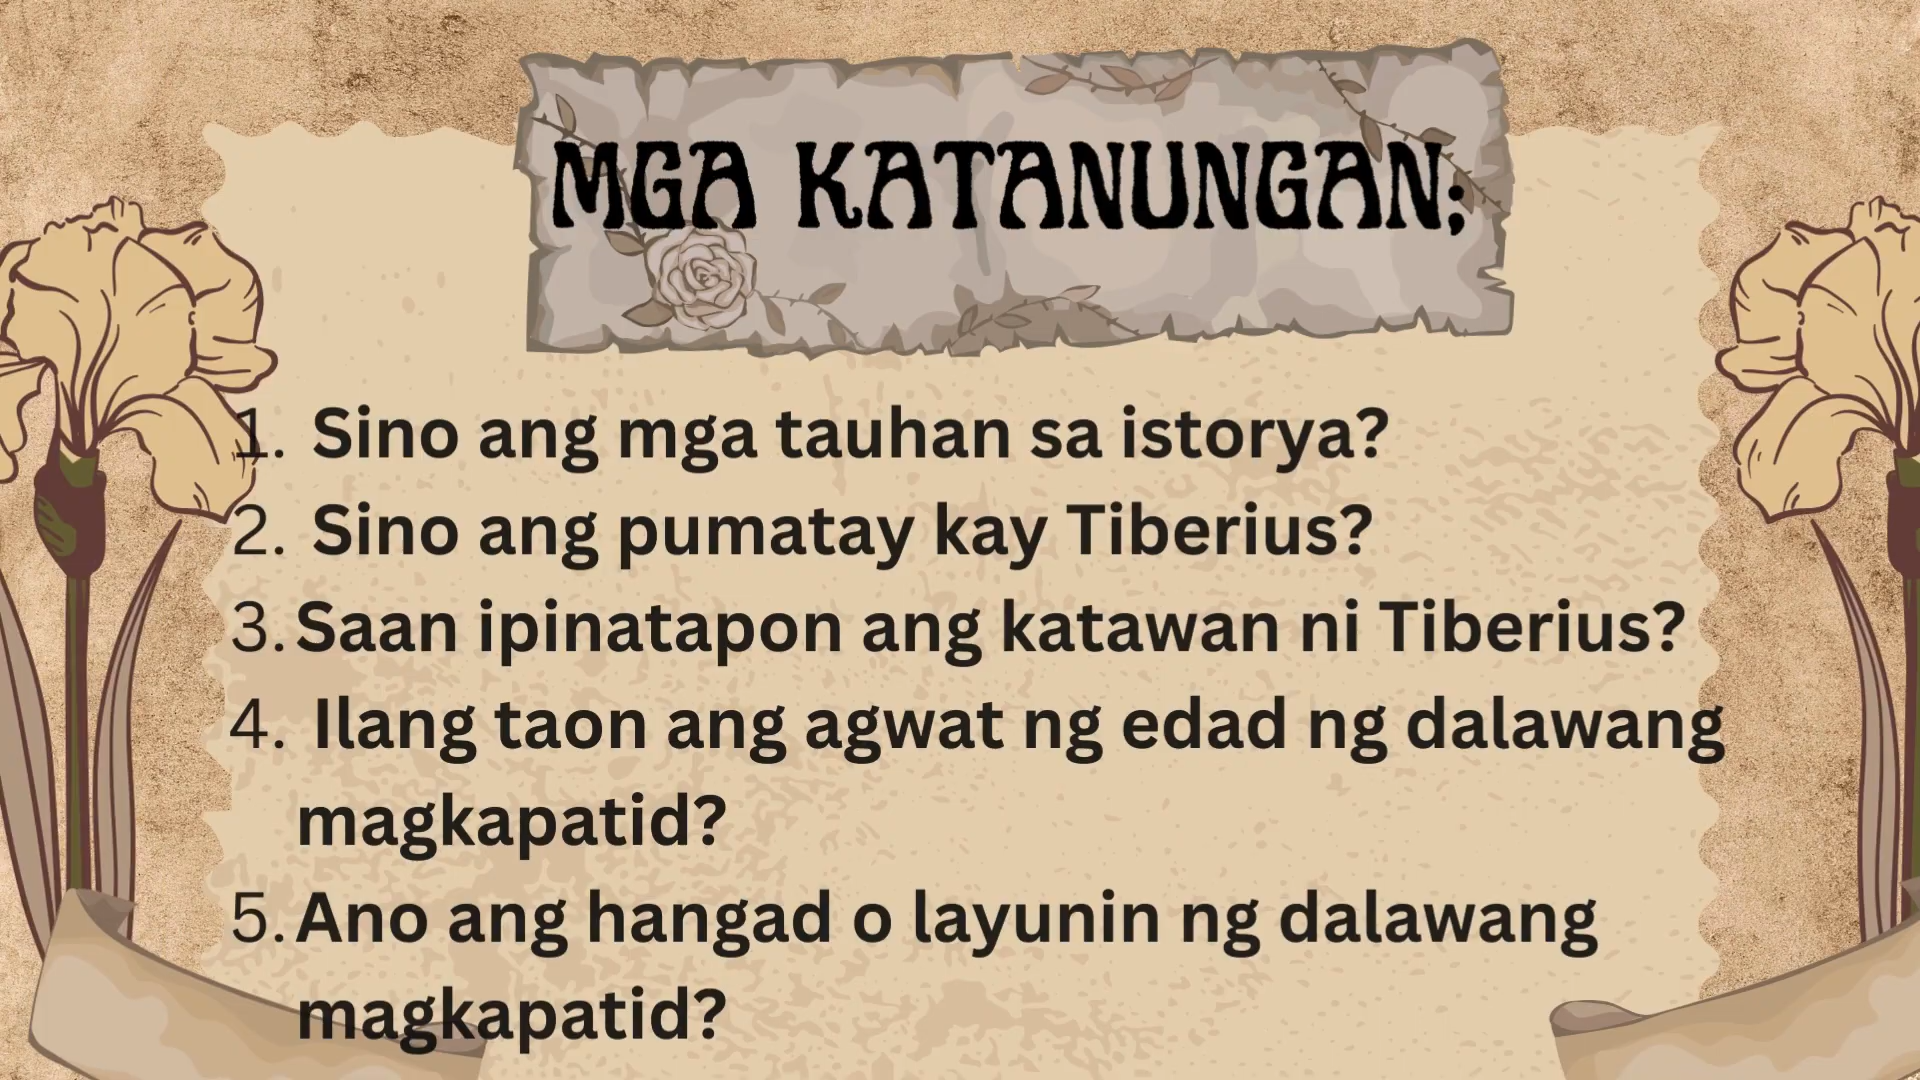 MGA KATANUNGAN;
1. Sino ang mga tauhan sa istorya?
2. Sino ang pumatay kay Tiberius?
3. Saan ipinatapon ang katawan ni Tiberius?
4. Ilang taon ang agwat ng edad ng dalawang
magkapatid?
5. Ano ang hangad o layunin ng dalawang
magkapatid?